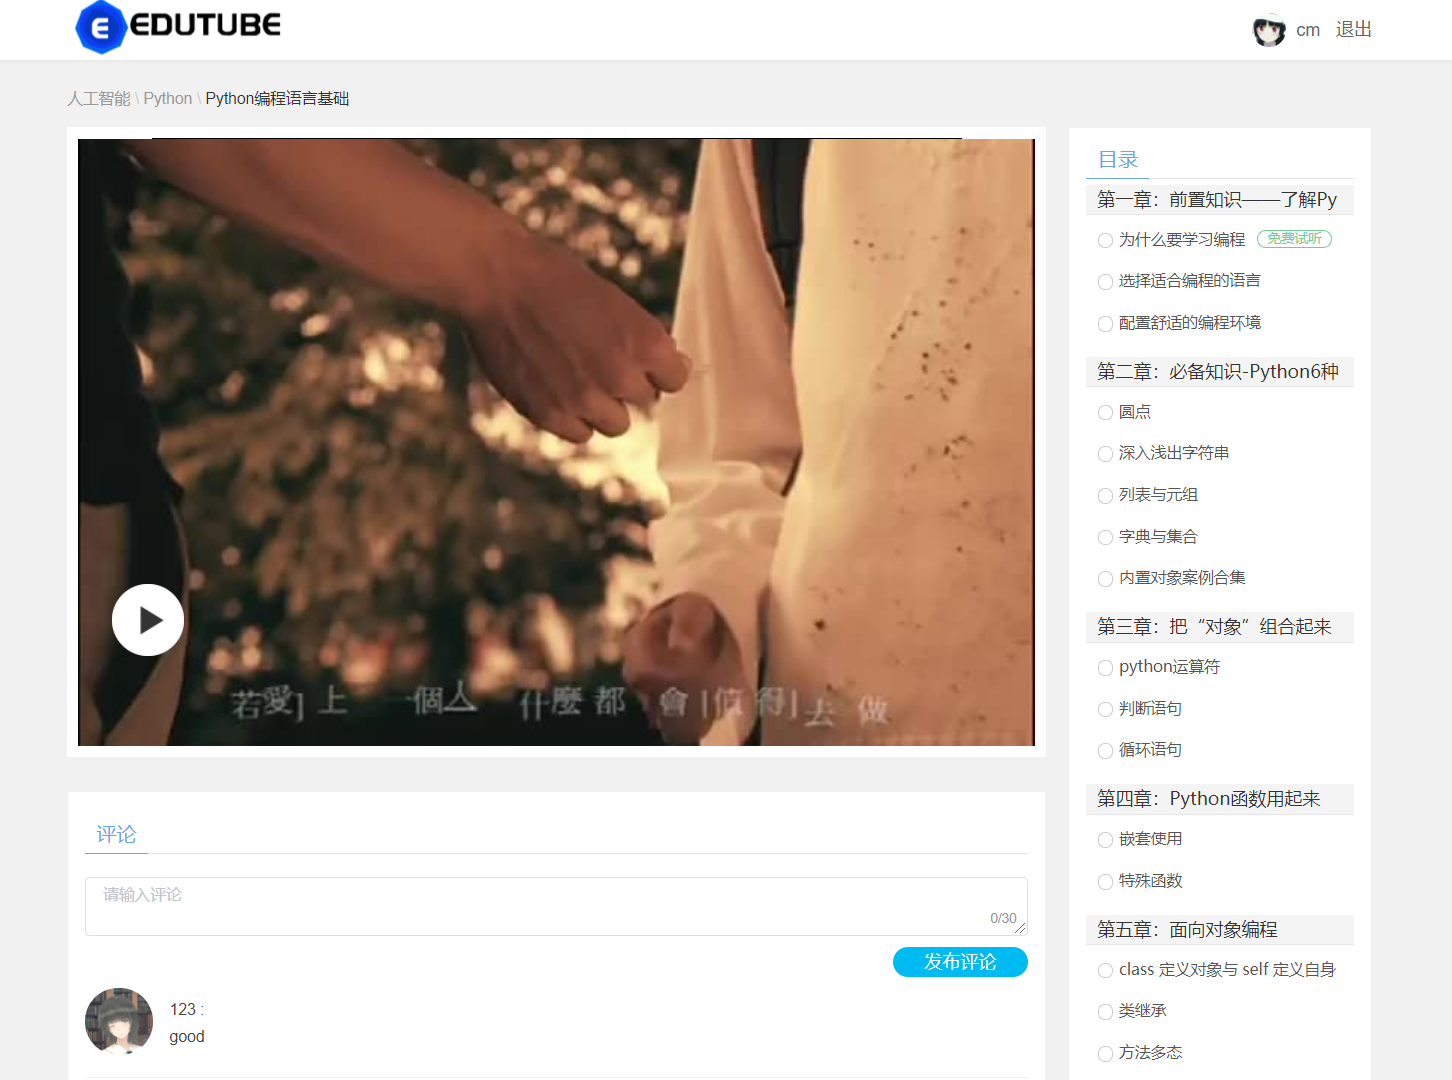 EDUTUBE
cm 退出
人工智能 \ Python \ Python编程语言基础
若愛] 上 一個人 什麼都 會 [值得] 去 做
评论
请输入评论
0/30
发布评论
123 :
good
目录
第一章：前置知识——了解Py
为什么要学习编程 免费试听
选择适合编程的语言
配置舒适的编程环境
第二章：必备知识-Python6种
圆点
深入浅出字符串
列表与元组
字典与集合
内置对象案例合集
第三章：把“对象”组合起来
python运算符
判断语句
循环语句
第四章：Python函数用起来
嵌套使用
特殊函数
第五章：面向对象编程
class 定义对象与 self 定义自身
类继承
方法多态